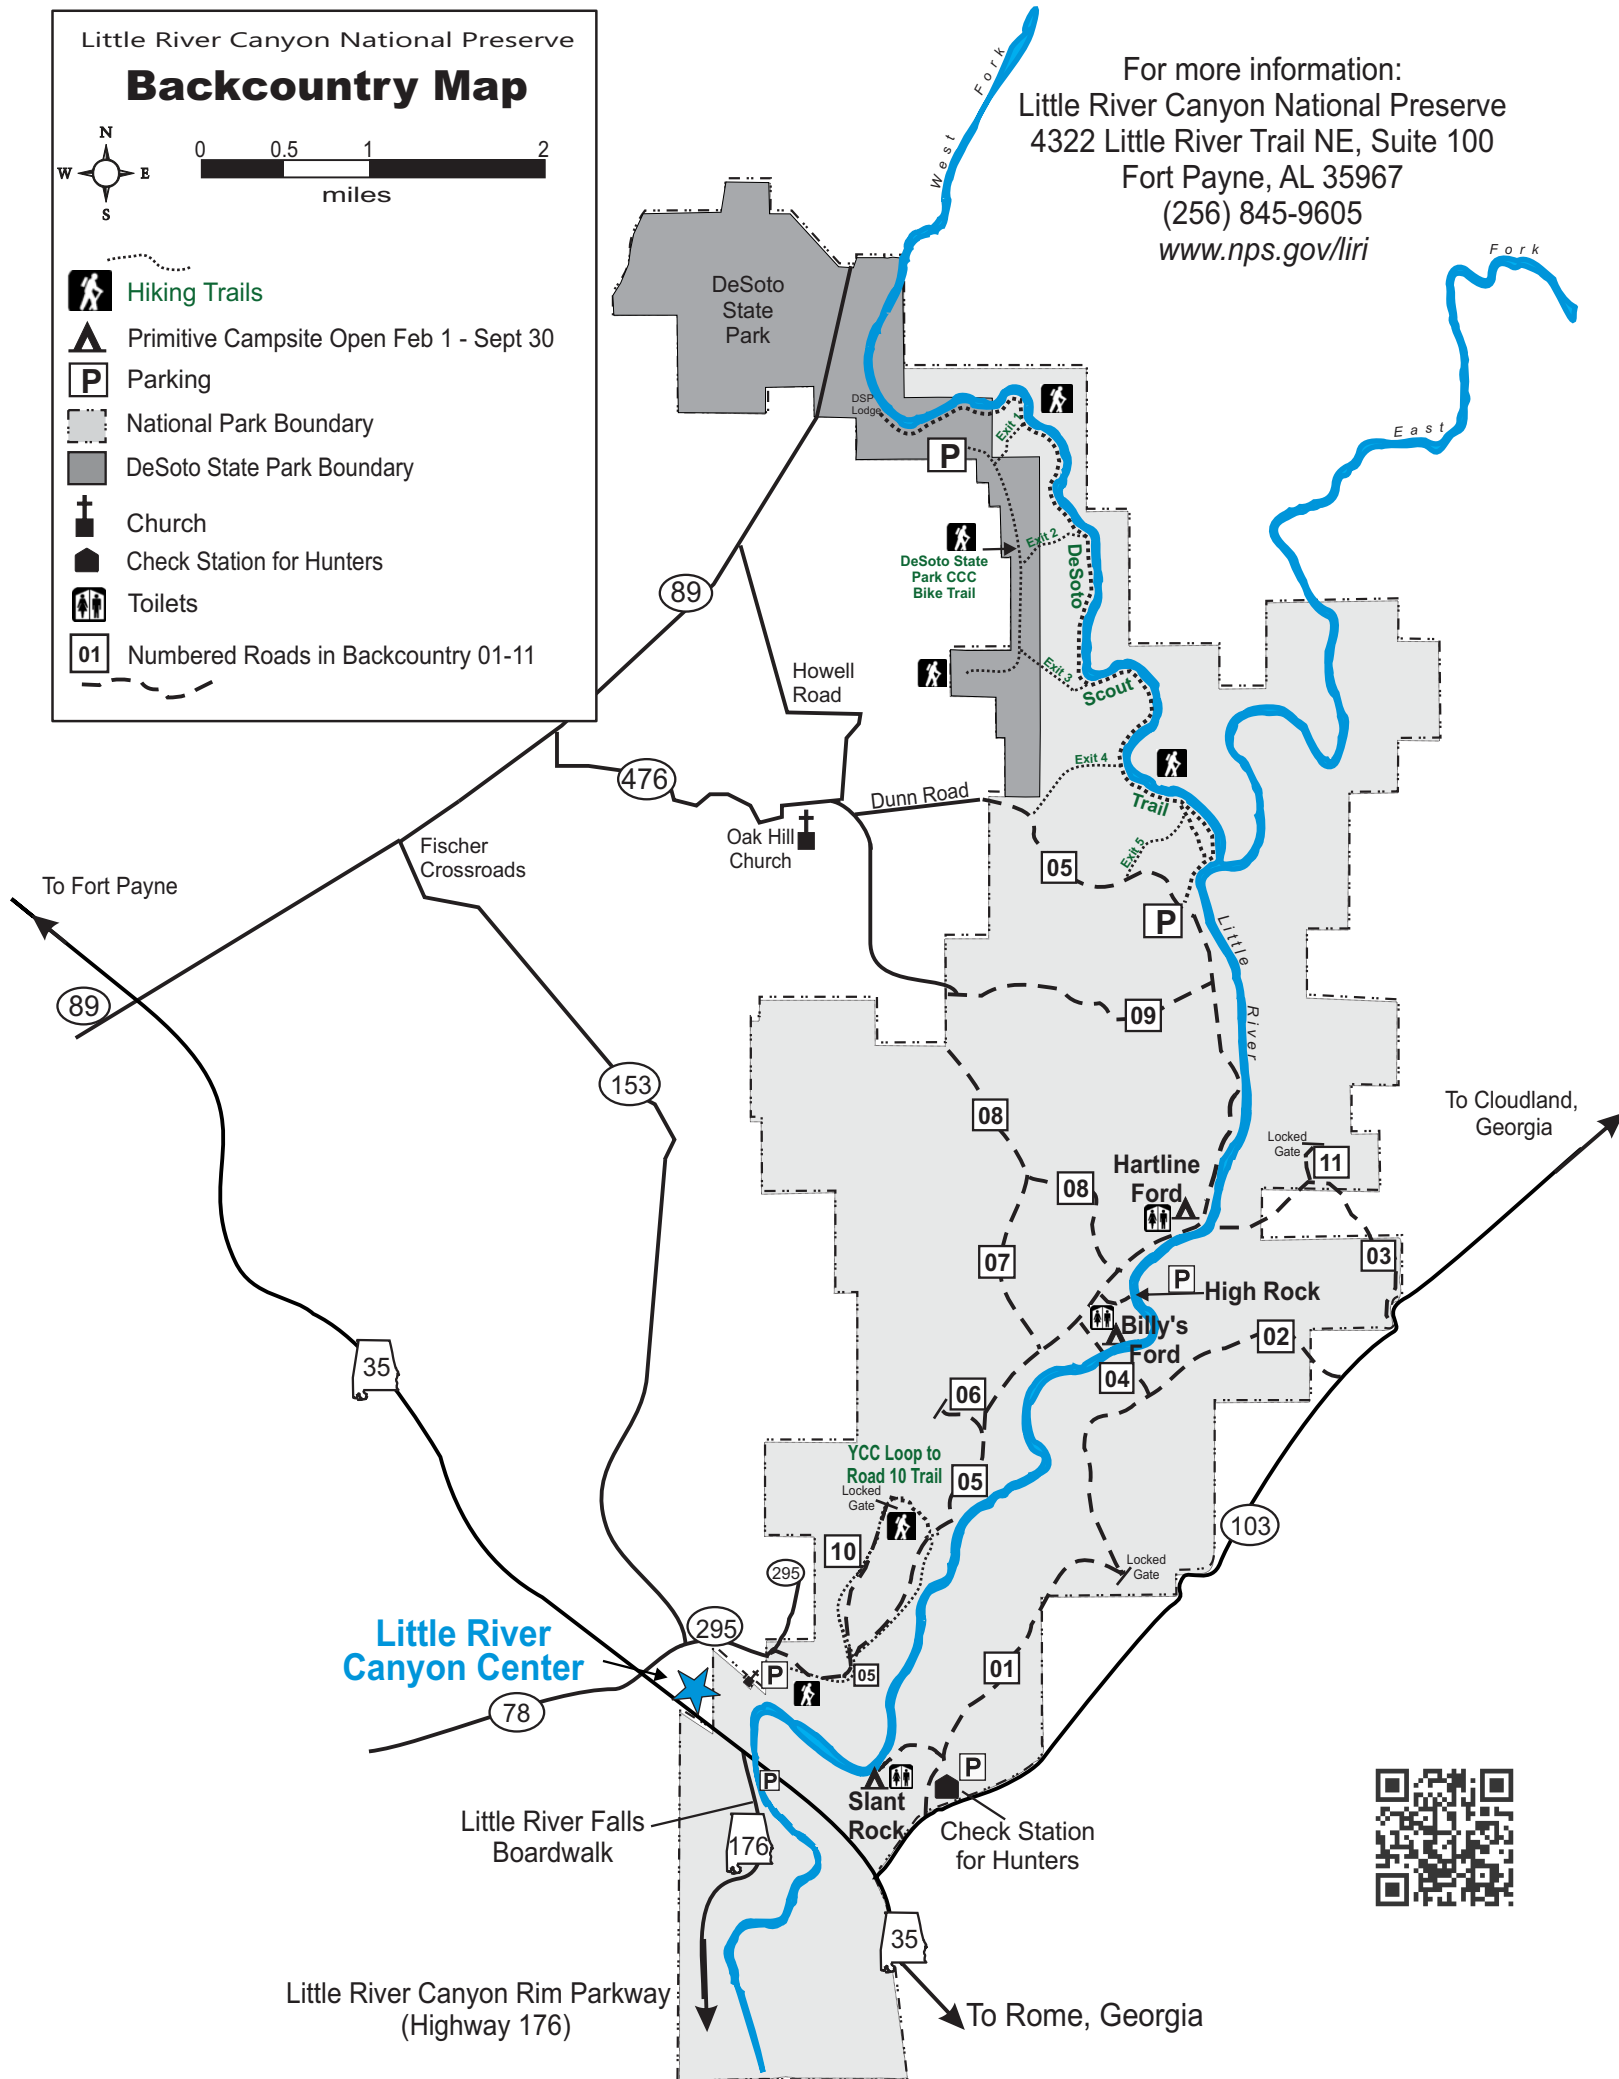 Little River Canyon National Preserve
Backcountry Map
N
W
E
S
0
0.5
1
2
miles
Hiking Trails
Primitive Campsite Open Feb 1 - Sept 30
P
Parking
National Park Boundary
DeSoto State Park Boundary
Church
Check Station for Hunters
Toilets
01
Numbered Roads in Backcountry 01-11
For more information:
Little River Canyon National Preserve
4322 Little River Trail NE, Suite 100
Fort Payne, AL 35967
(256) 845-9605
www.nps.gov/liri
West Fork
Fork
East
DeSoto
State
Park
DSP
Lodge
Exit 1
P
Exit 2
DeSoto State
Park CCC
Bike Trail
DeSoto
89
Exit 3
Scout
Howell
Road
Exit 4
476
Dunn Road
Trail
Oak Hill
Church
Exit 5
Fischer
Crossroads
05
To Fort Payne
P
Little
River
89
09
153
08
To Cloudland,
Georgia
Locked
Gate
11
Hartline
Ford
08
07
03
P
High Rock
Billy's
Ford
02
35
04
06
YCC Loop to
Road 10 Trail
05
Locked
Gate
103
10
Locked
Gate
295
295
Little River
Canyon Center
P
05
01
78
P
P
Slant
Rock
Little River Falls
Boardwalk
Check Station
for Hunters
176
35
Little River Canyon Rim Parkway
(Highway 176)
To Rome, Georgia